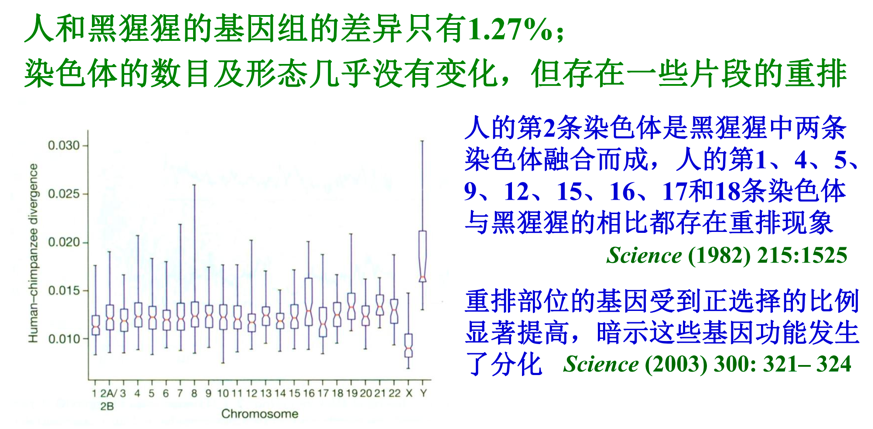 人和黑猩猩的基因组的差异只有1.27%；
染色体的数目及形态几乎没有变化，但存在一些片段的重排
人的第2条染色体是黑猩猩中两条
染色体融合而成，人的第1、4、5、
9、12、15、16、17和18条染色体
与黑猩猩的相比都存在重排现象
Science (1982) 215:1525
重排部位的基因受到正选择的比例
显著提高，暗示这些基因功能发生
了分化 Science (2003) 300: 321– 324
Human–chimpanzee divergence
0.030
0.025
0.020
0.015
0.010
1 2A/ 3 4 5 6 7 8 9 10 11 12 13 14 15 16 17 18 19 20 21 22 X Y
2B
Chromosome